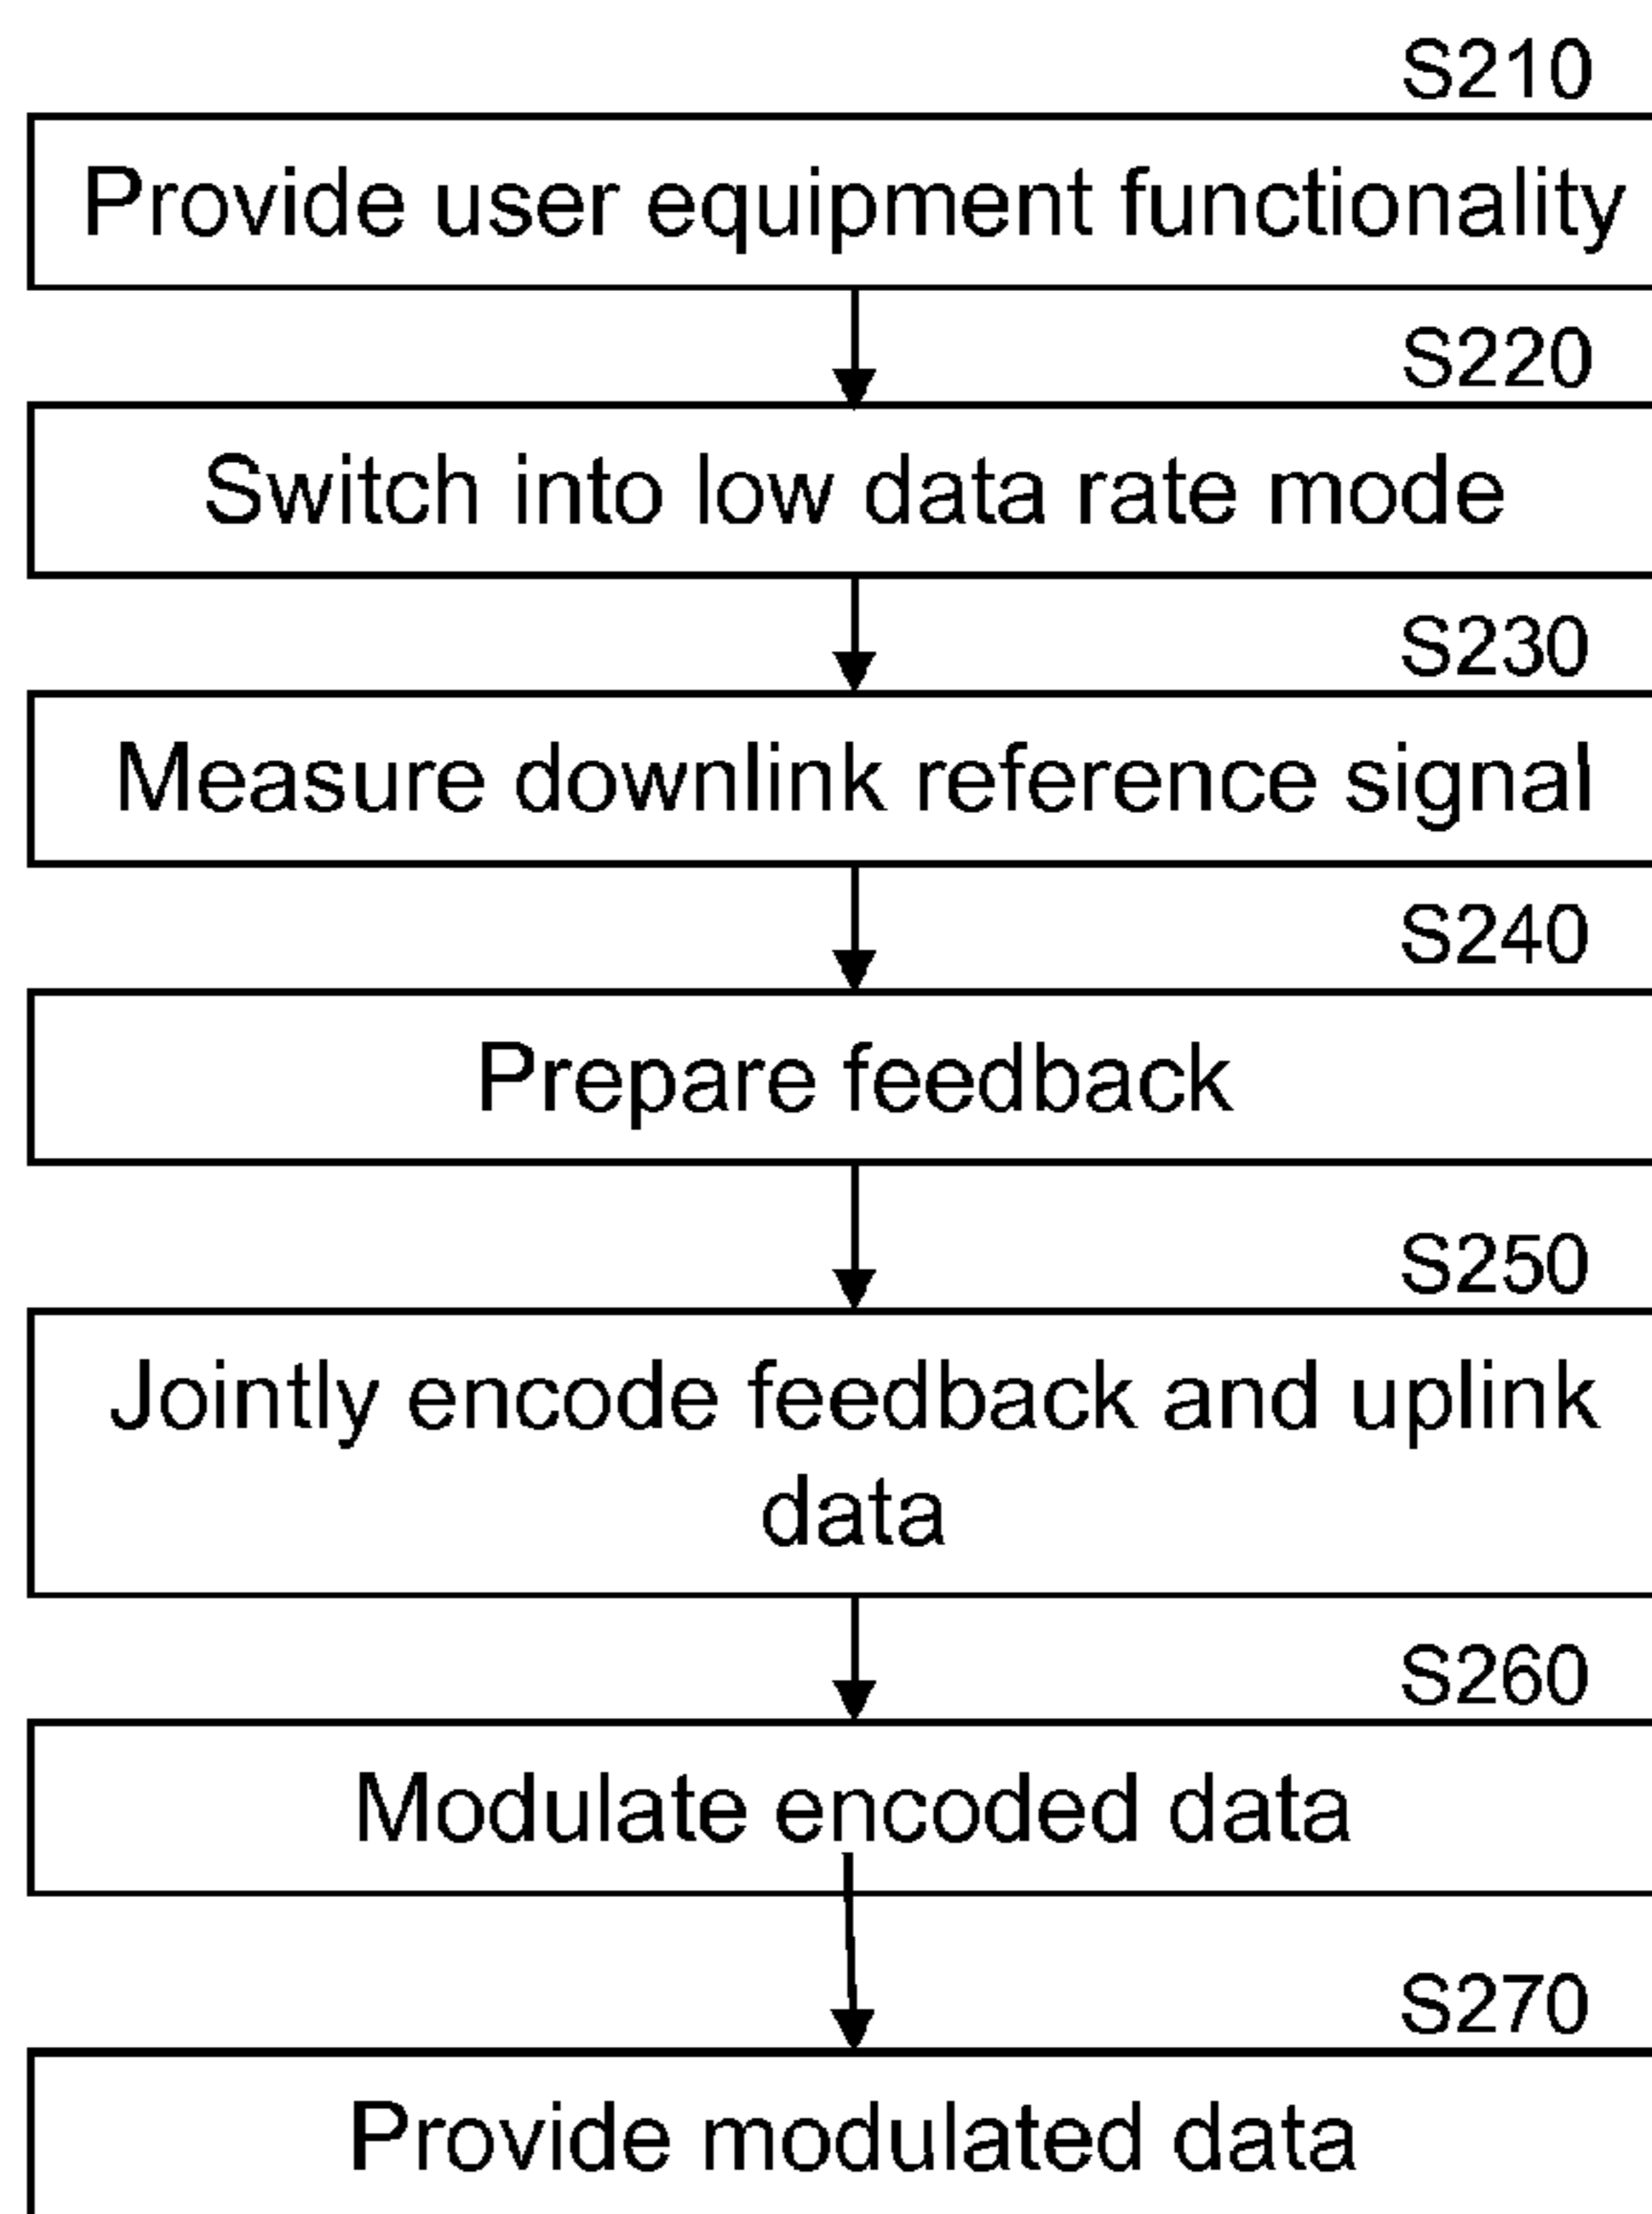 S210
Provide user equipment functionality
S220
Switch into low data rate mode
S230
Measure downlink reference signal
S240
Prepare feedback
S250
Jointly encode feedback and uplink
data
S260
Modulate encoded data
S270
Provide modulated data